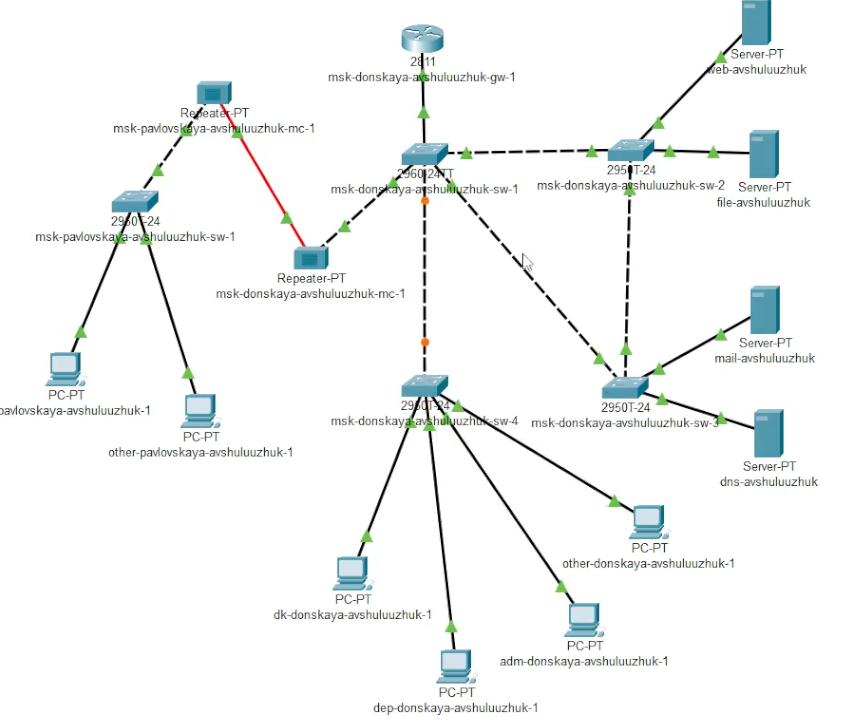 2811
msk-donskaya-avshuluuzhuk-gw-1
Server-PT
web-avshuluuzhuk
Repeater-PT
msk-pavlovskaya-avshuluuzhuk-mc-1
2960-24TT
msk-donskaya-avshuluuzhuk-sw-1
2950T-24
msk-donskaya-avshuluuzhuk-sw-2
Server-PT
file-avshuluuzhuk
2950T-24
msk-pavlovskaya-avshuluuzhuk-sw-1
Repeater-PT
msk-donskaya-avshuluuzhuk-mc-1
Server-PT
mail-avshuluuzhuk
PC-PT
pavlovskaya-avshuluuzhuk-1
2950T-24
msk-donskaya-avshuluuzhuk-sw-4
2950T-24
msk-donskaya-avshuluuzhuk-sw-3
PC-PT
other-pavlovskaya-avshuluuzhuk-1
Server-PT
dns-avshuluuzhuk
PC-PT
other-donskaya-avshuluuzhuk-1
PC-PT
dk-donskaya-avshuluuzhuk-1
PC-PT
adm-donskaya-avshuluuzhuk-1
PC-PT
dep-donskaya-avshuluuzhuk-1